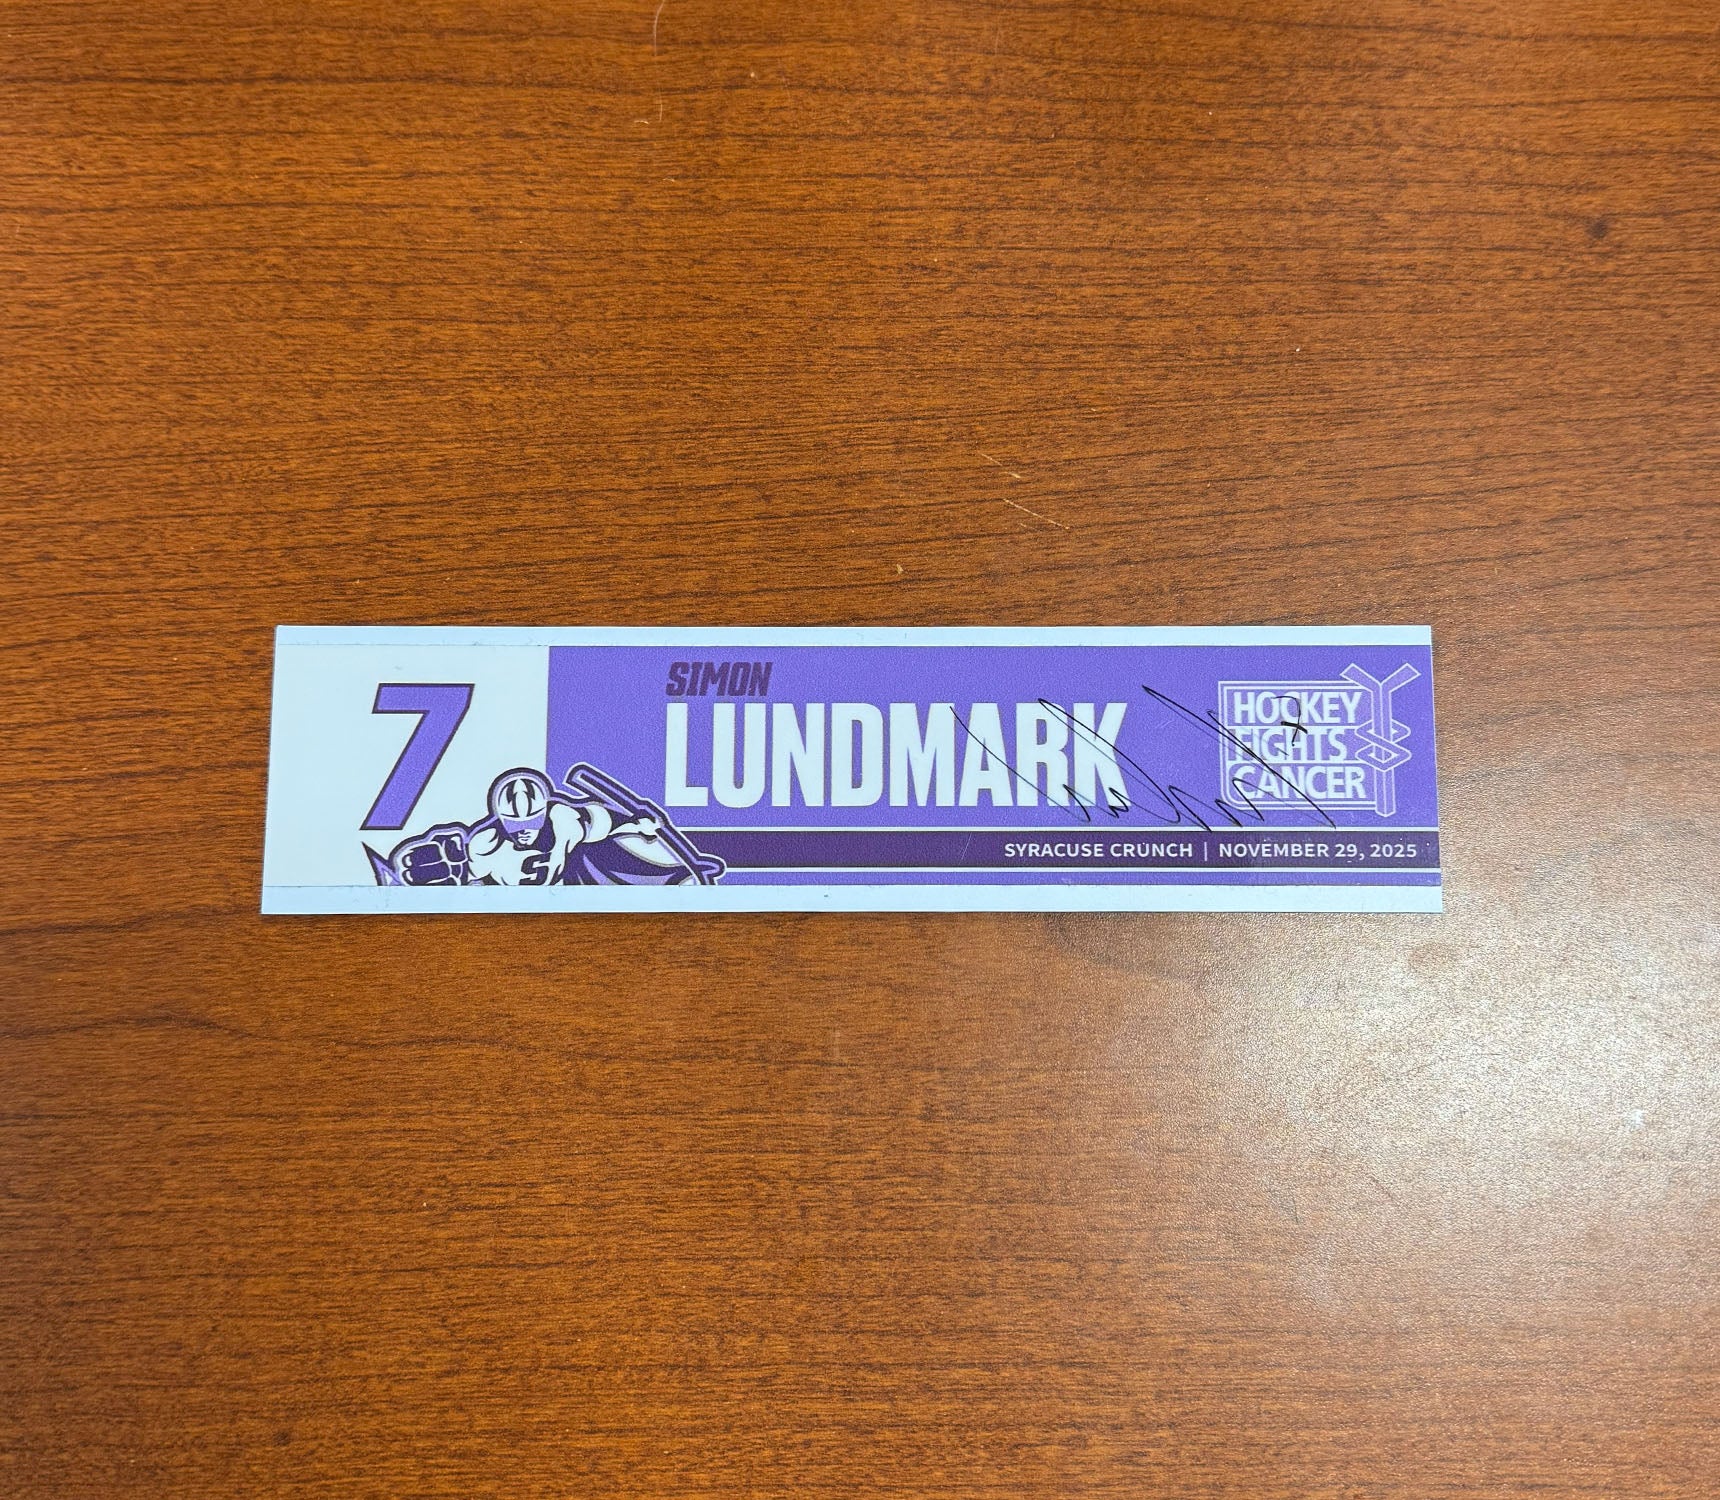 7
SIMON
LUNDMARK
HOCKEY
FIGHTS
CANCER
S
SYRACUSE CRUNCH | NOVEMBER 29, 2025